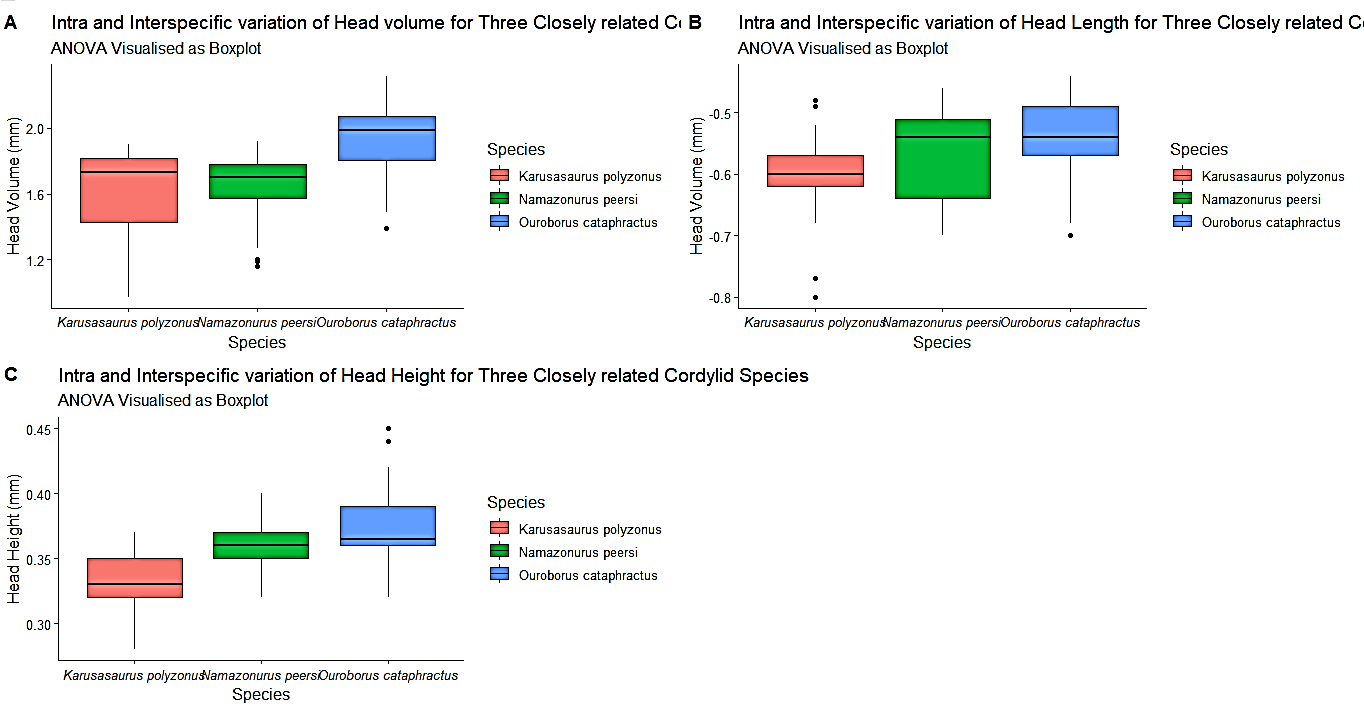 A Intra and Interspecific variation of Head volume for Three Closely related C
ANOVA Visualised as Boxplot
Head Volume (mm)
2.0
1.6
1.2
Karusasaurus polyzonus Namazonurus peersi Ouroborus cataphractus
Species
Species
Karusasaurus polyzonus
Namazonurus peersi
Ouroborus cataphractus
B Intra and Interspecific variation of Head Length for Three Closely related C
ANOVA Visualised as Boxplot
Head Volume (mm)
-0.5
-0.6
-0.7
-0.8
Karusasaurus polyzonus Namazonurus peersi Ouroborus cataphractus
Species
Species
Karusasaurus polyzonus
Namazonurus peersi
Ouroborus cataphractus
C Intra and Interspecific variation of Head Height for Three Closely related Cordylid Species
ANOVA Visualised as Boxplot
Head Height (mm)
0.45
0.40
0.35
0.30
Karusasaurus polyzonus Namazonurus peersi Ouroborus cataphractus
Species
Species
Karusasaurus polyzonus
Namazonurus peersi
Ouroborus cataphractus